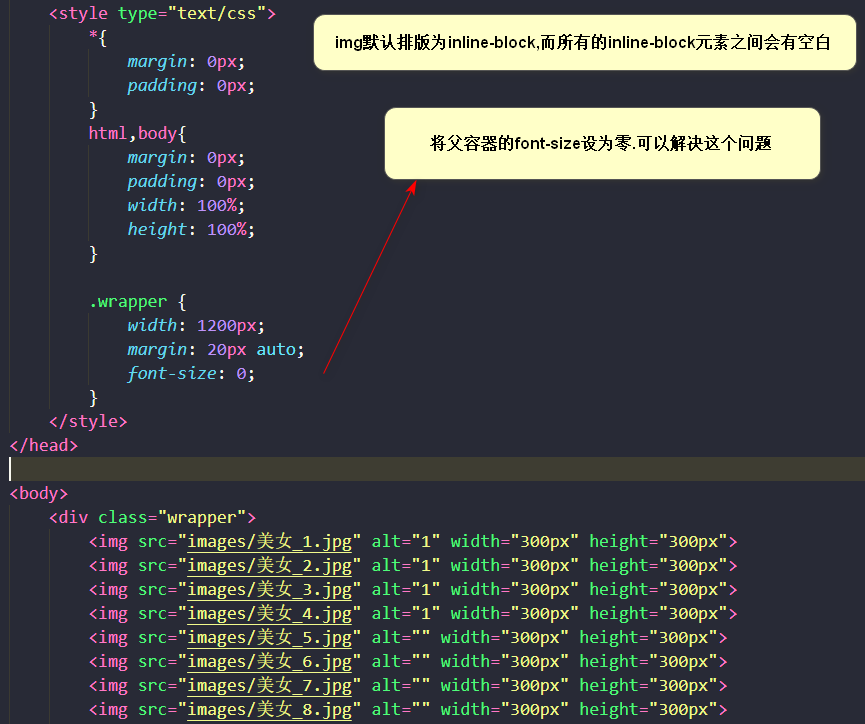 <style type="text/css">
*{
margin: 0px;
padding: 0px;
}
html,body{
margin: 0px;
padding: 0px;
width: 100%;
height: 100%;
}
.wrapper {
width: 1200px;
margin: 20px auto;
font-size: 0;
}
</style>
</head>
<body>
<div class="wrapper">
<img src="images/美女_1.jpg" alt="1" width="300px" height="300px">
<img src="images/美女_2.jpg" alt="1" width="300px" height="300px">
<img src="images/美女_3.jpg" alt="1" width="300px" height="300px">
<img src="images/美女_4.jpg" alt="1" width="300px" height="300px">
<img src="images/美女_5.jpg" alt="" width="300px" height="300px">
<img src="images/美女_6.jpg" alt="" width="300px" height="300px">
<img src="images/美女_7.jpg" alt="" width="300px" height="300px">
<img src="images/美女_8.jpg" alt="" width="300px" height="300px">
img默认排版为inline-block,而所有的inline-block元素之间会有空白
将父容器的font-size设为零.可以解决这个问题